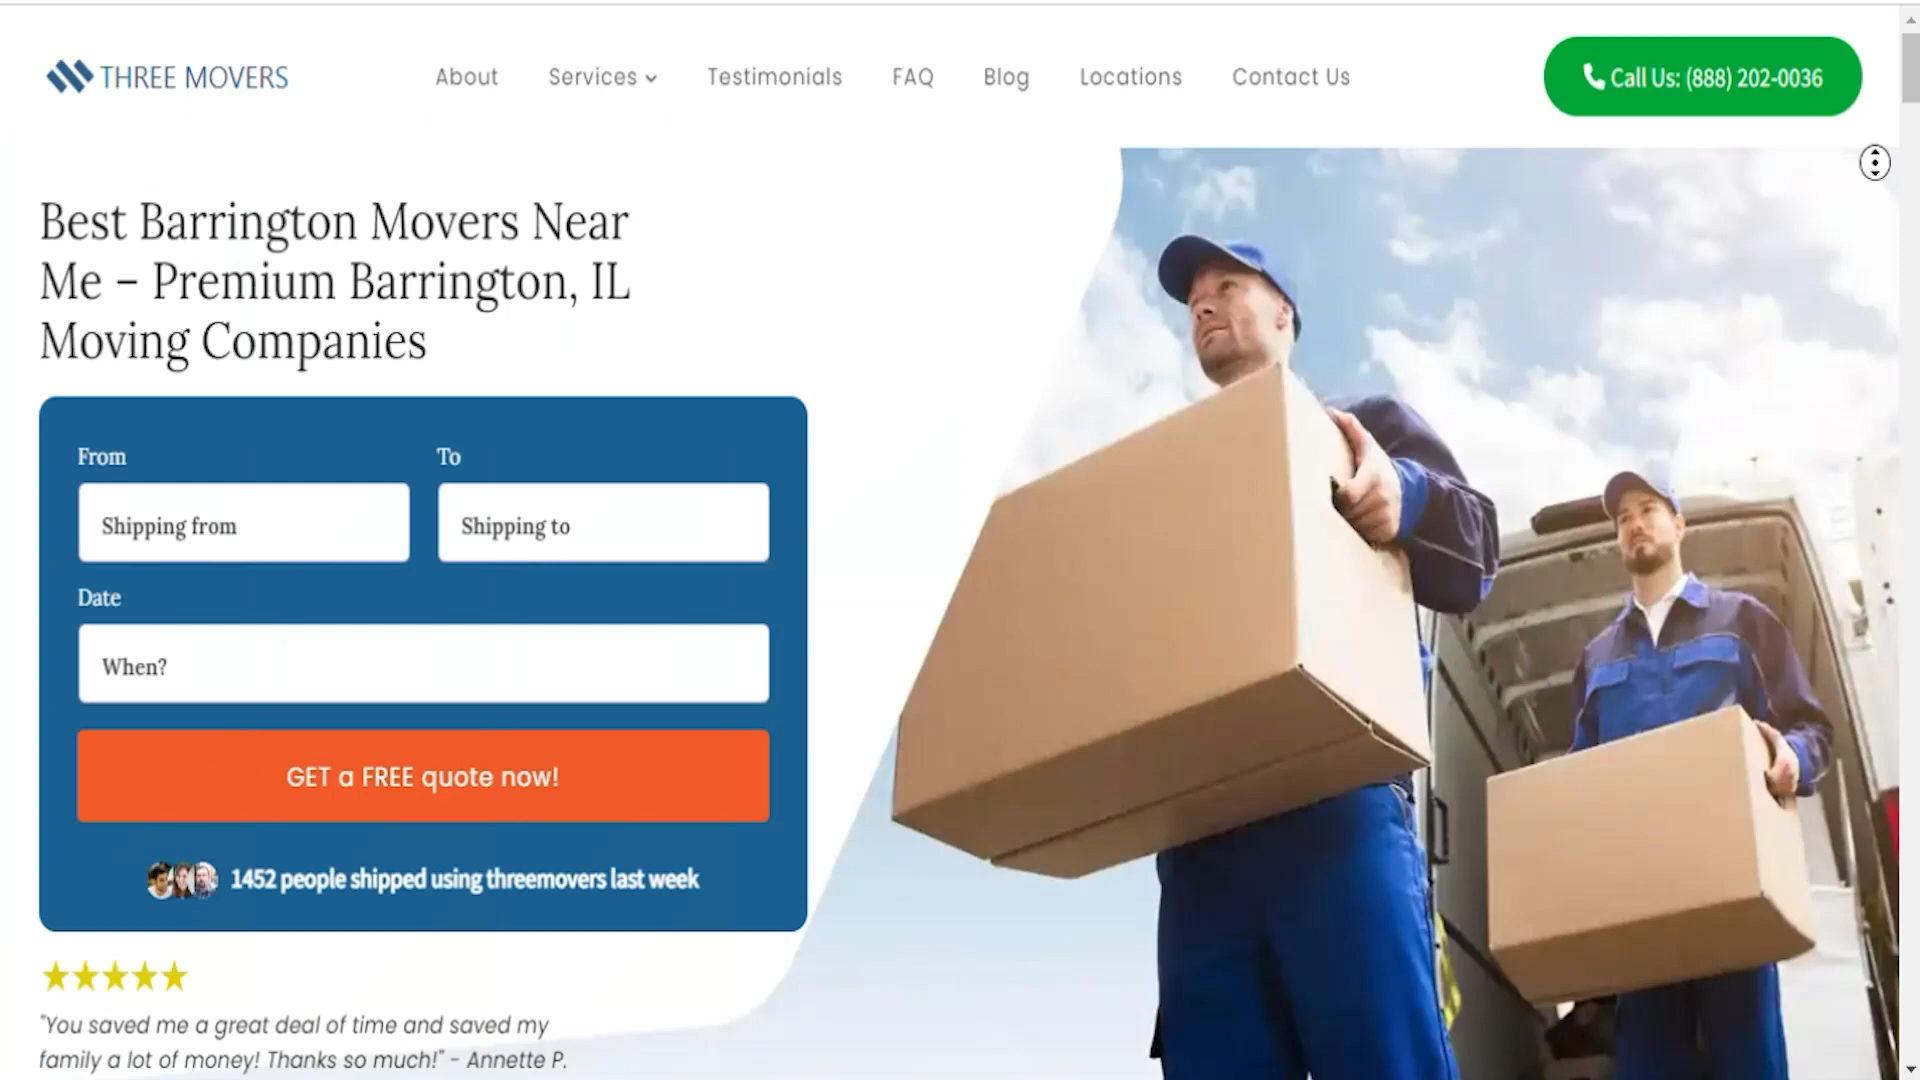 THREE MOVERS
About Services Testimonials FAQ Blog Locations Contact Us
Call Us: (888) 202-0036
Best Barrington Movers Near
Me – Premium Barrington, IL
Moving Companies
From To
Shipping from Shipping to
Date
When?
GET a FREE quote now!
1452 people shipped using threemovers last week
"You saved me a great deal of time and saved my
family a lot of money! Thanks so much!" - Annette P.